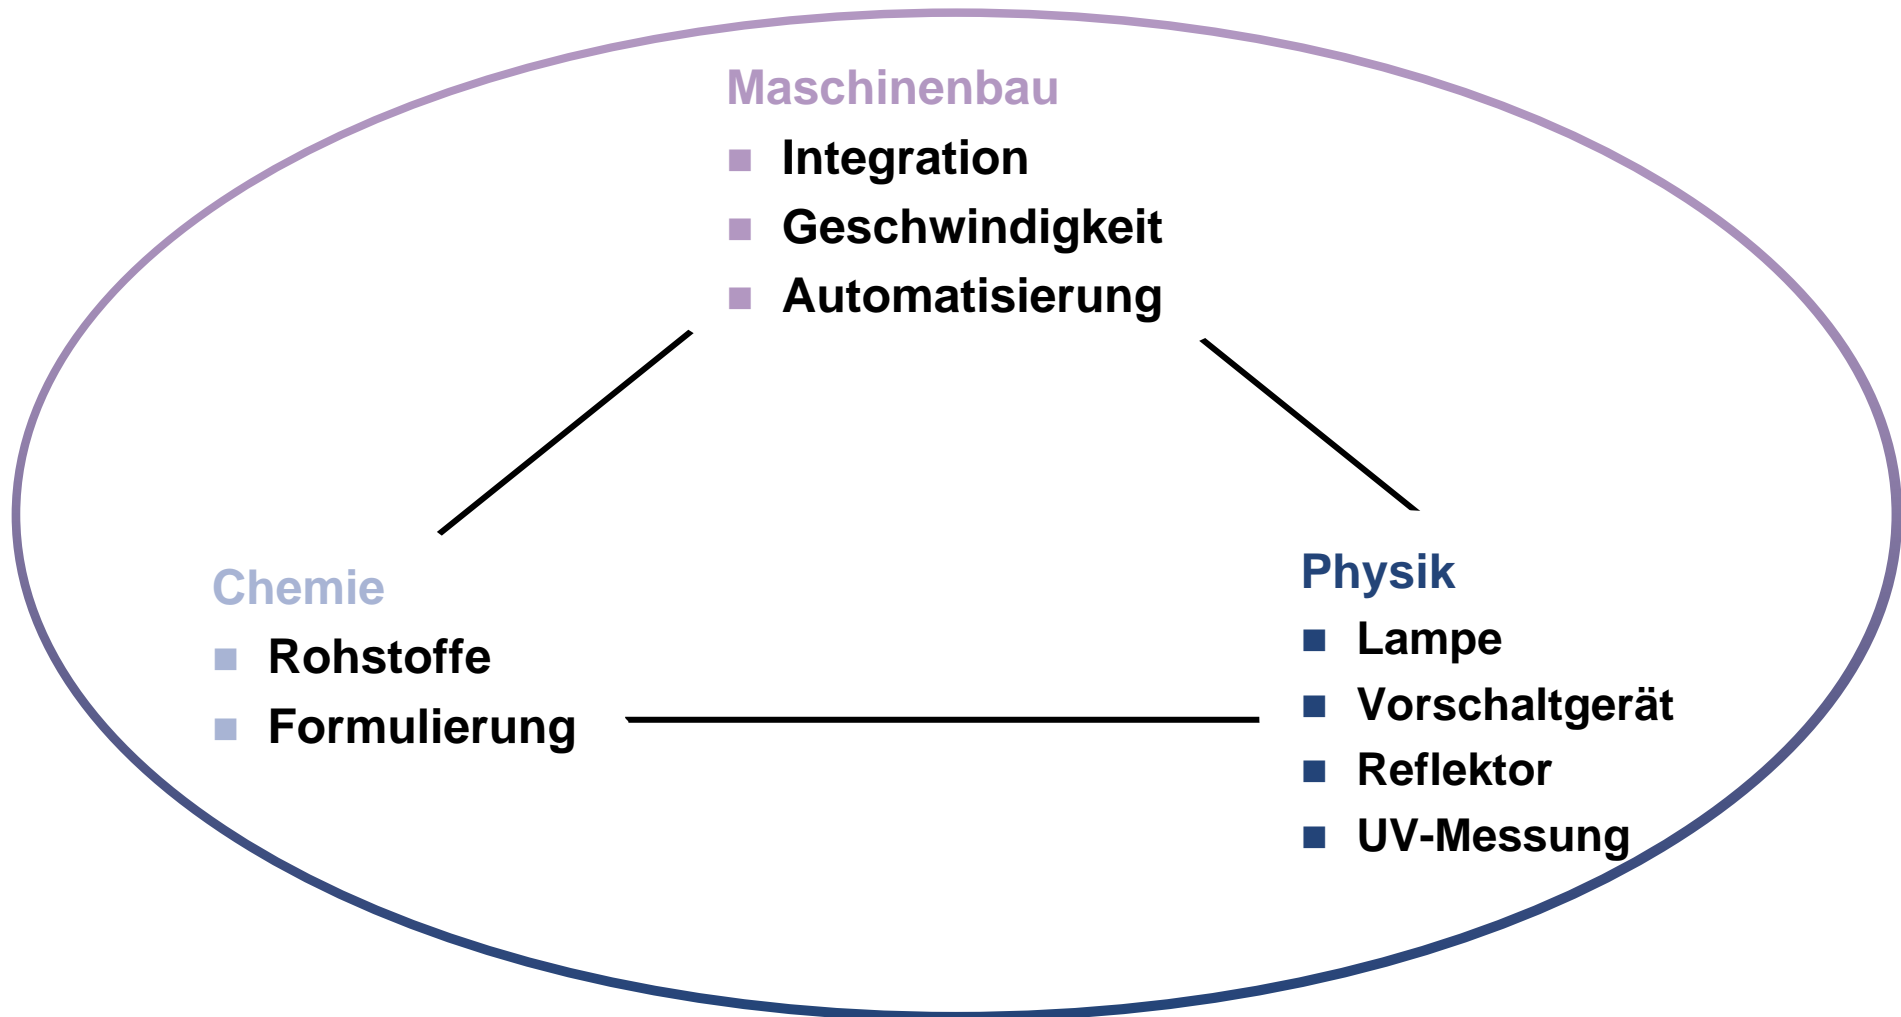 Maschinenbau
Integration
Geschwindigkeit
Automatisierung
Chemie
Rohstoffe
Formulierung
Physik
Lampe
Vorschaltgerät
Reflektor
UV-Messung